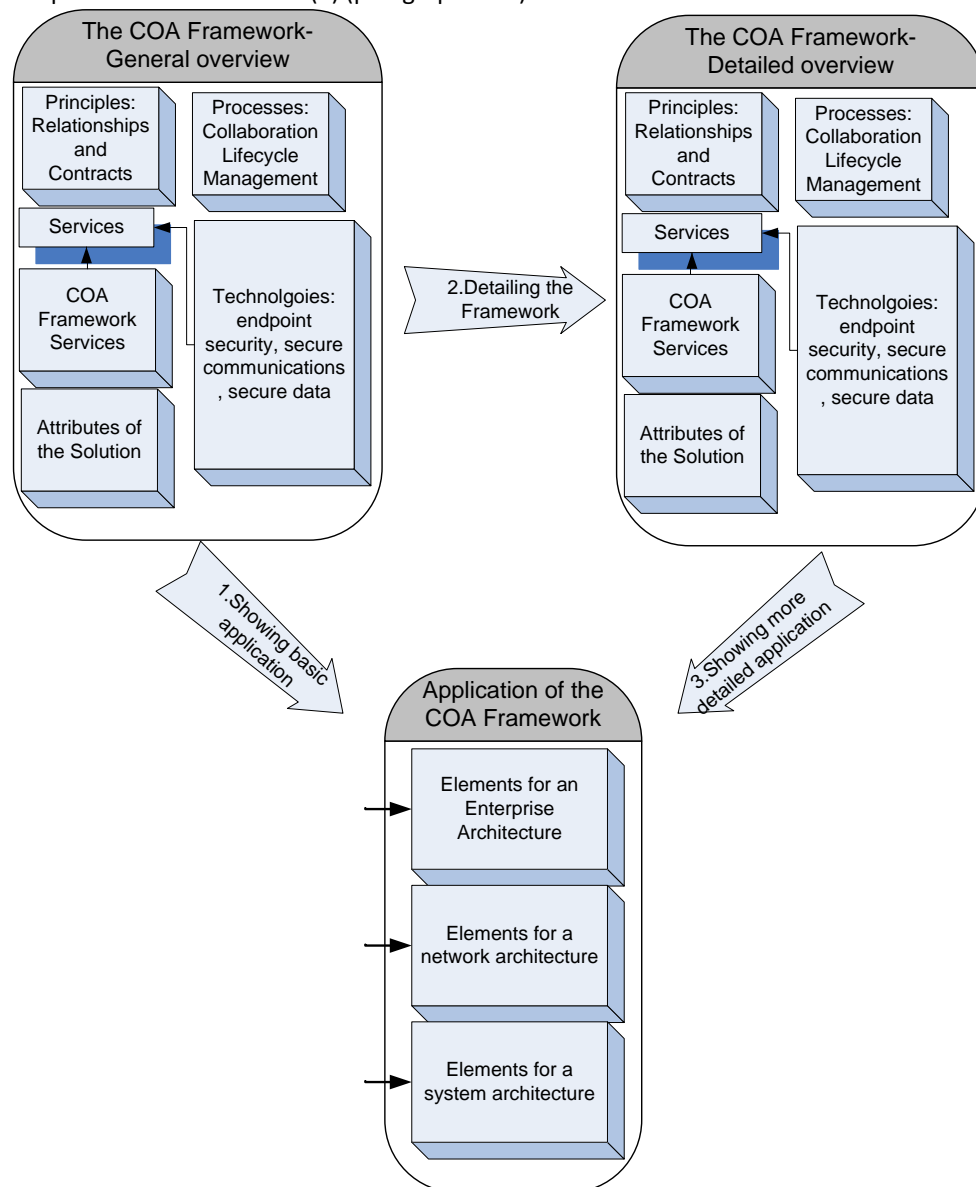 The COA Framework-
General overview
Principles:
Relationships
and
Contracts
Processes:
Collaboration
Lifecycle
Management
Services
COA
Framework
Services
Technolgoies:
endpoint
security, secure
communications
, secure data
Attributes of
the Solution
2.Detailing the
Framework
The COA Framework-
Detailed overview
Principles:
Relationships
and
Contracts
Processes:
Collaboration
Lifecycle
Management
Services
COA
Framework
Services
Technolgoies:
endpoint
security, secure
communications
, secure data
Attributes of
the Solution
1.Showing basic
application
3.Showing more
detailed application
Application of the
COA Framework
Elements for an
Enterprise
Architecture
Elements for a
network architecture
Elements for a
system architecture